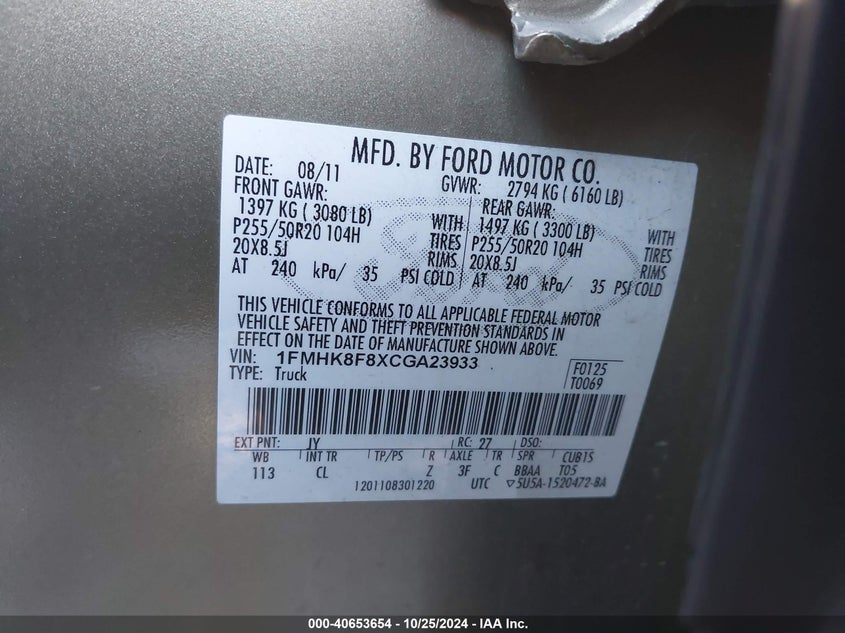 MFD. BY FORD MOTOR CO.
DATE: 08/11 GVWR: 2794 KG ( 6160 LB)
FRONT GAWR: REAR GAWR:
1397 KG ( 3080 LB) WITH 1497 KG ( 3300 LB) WITH
P255/50R20 104H TIRES P255/50R20 104H TIRES
20X8.5J RIMS 20X8.5J RIMS
AT 240 kPa/ 35 PSI COLD AT 240 kPa/ 35 PSI COLD
THIS VEHICLE CONFORMS TO ALL APPLICABLE FEDERAL MOTOR
VEHICLE SAFETY AND THEFT PREVENTION STANDARDS IN
EFFECT ON THE DATE OF MANUFACTURE SHOWN ABOVE.
VIN: 1FMHK8F8XCGA23933 F0125
TYPE: Truck T0069
EXT PNT: JY RC: 27 DSO:
WB INT TR TP/PS R AXLE TR SPR CUB1S
113 CL Z 3F C BBAA T05
1201108301220 UTC ▽5U5A-1520472-BA
000-40653654 / 10/25/2024 - IAA Inc.